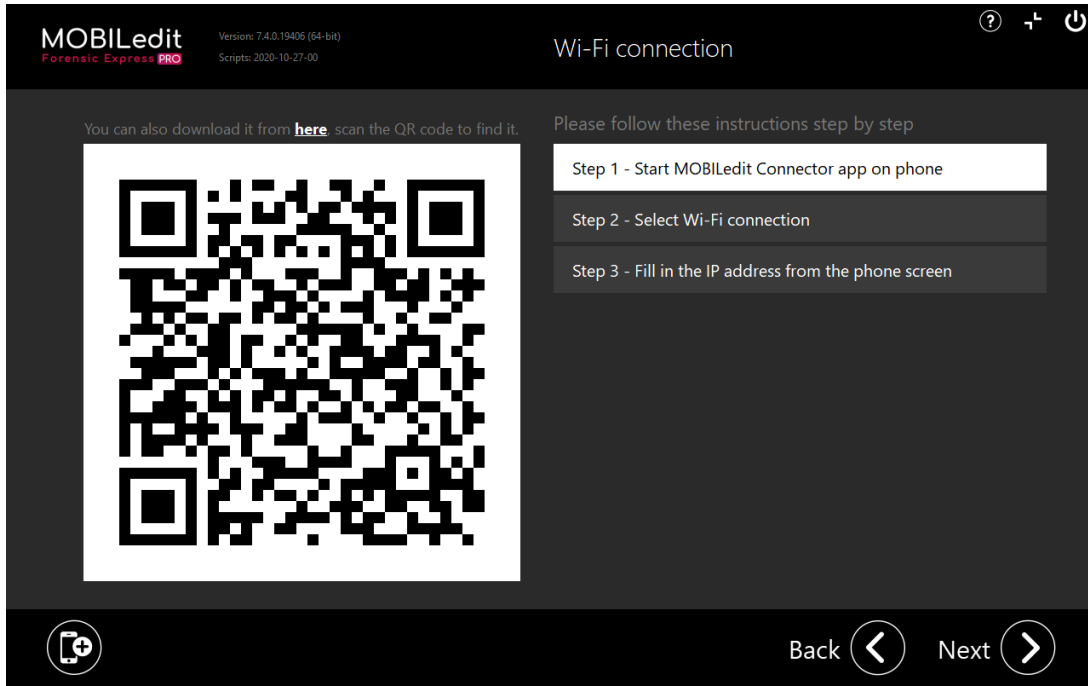 MOBILedit
Forensic Express PRO
Version: 7.4.0.19406 (64-bit)
Scripts: 2020-10-27-00
Wi-Fi connection
?
You can also download it from here, scan the QR code to find it.
Please follow these instructions step by step
Step 1 - Start MOBILedit Connector app on phone
Step 2 - Select Wi-Fi connection
Step 3 - Fill in the IP address from the phone screen
Back
Next